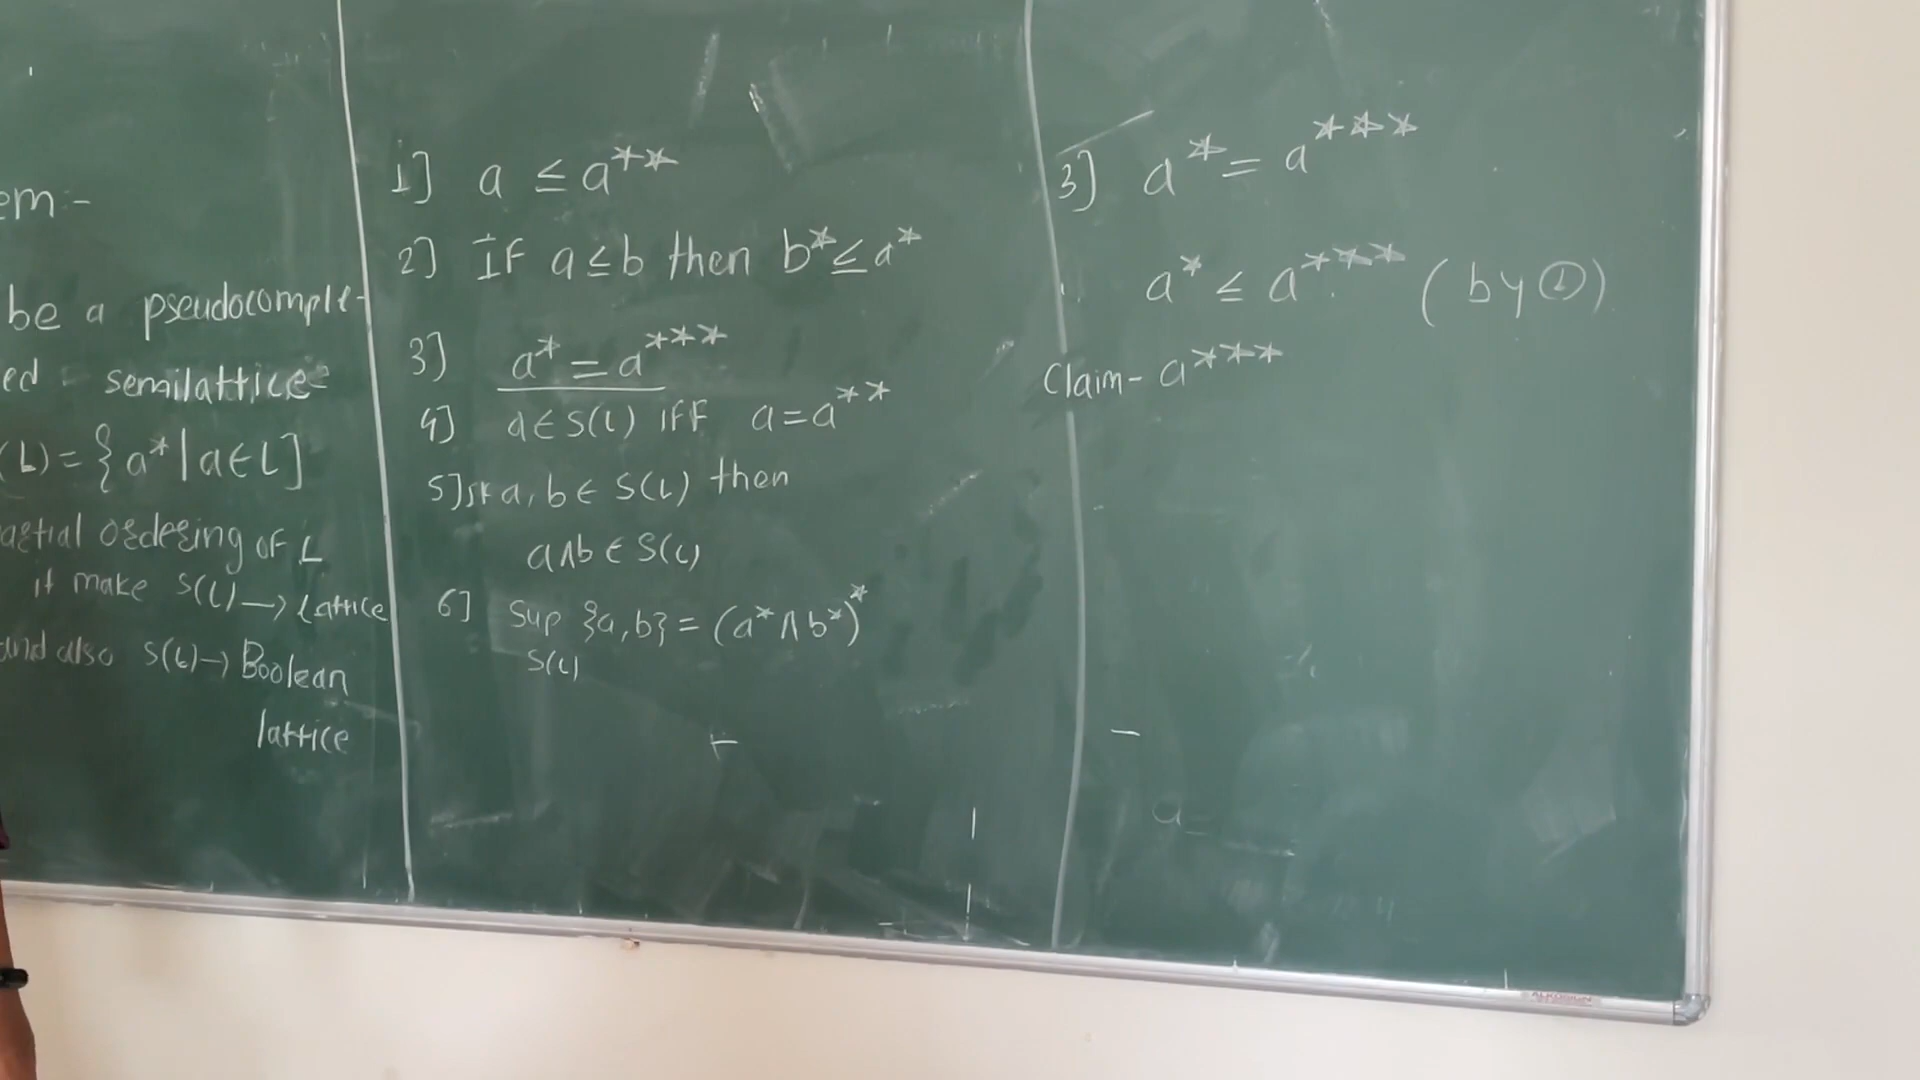 em:-
be a pseudocomple-
ed - semilattice
(L) = {a* | a ∈ L]
artial ordering of L
it make S(L) → Lattice
and also S(L) → Boolean
lattice
1] a ≤ a**
2] IF a ≤ b then b* ≤ a*
3] a* = a***
4] a ∈ S(L) IFF a = a**
5] IF a, b ∈ S(L) then
a ∧ b ∈ S(L)
6] Sup {a, b} = (a* ∧ b*)*
S(L)
3] a* = a***
a* ≤ a*** (by ①)
Claim- a***
a=